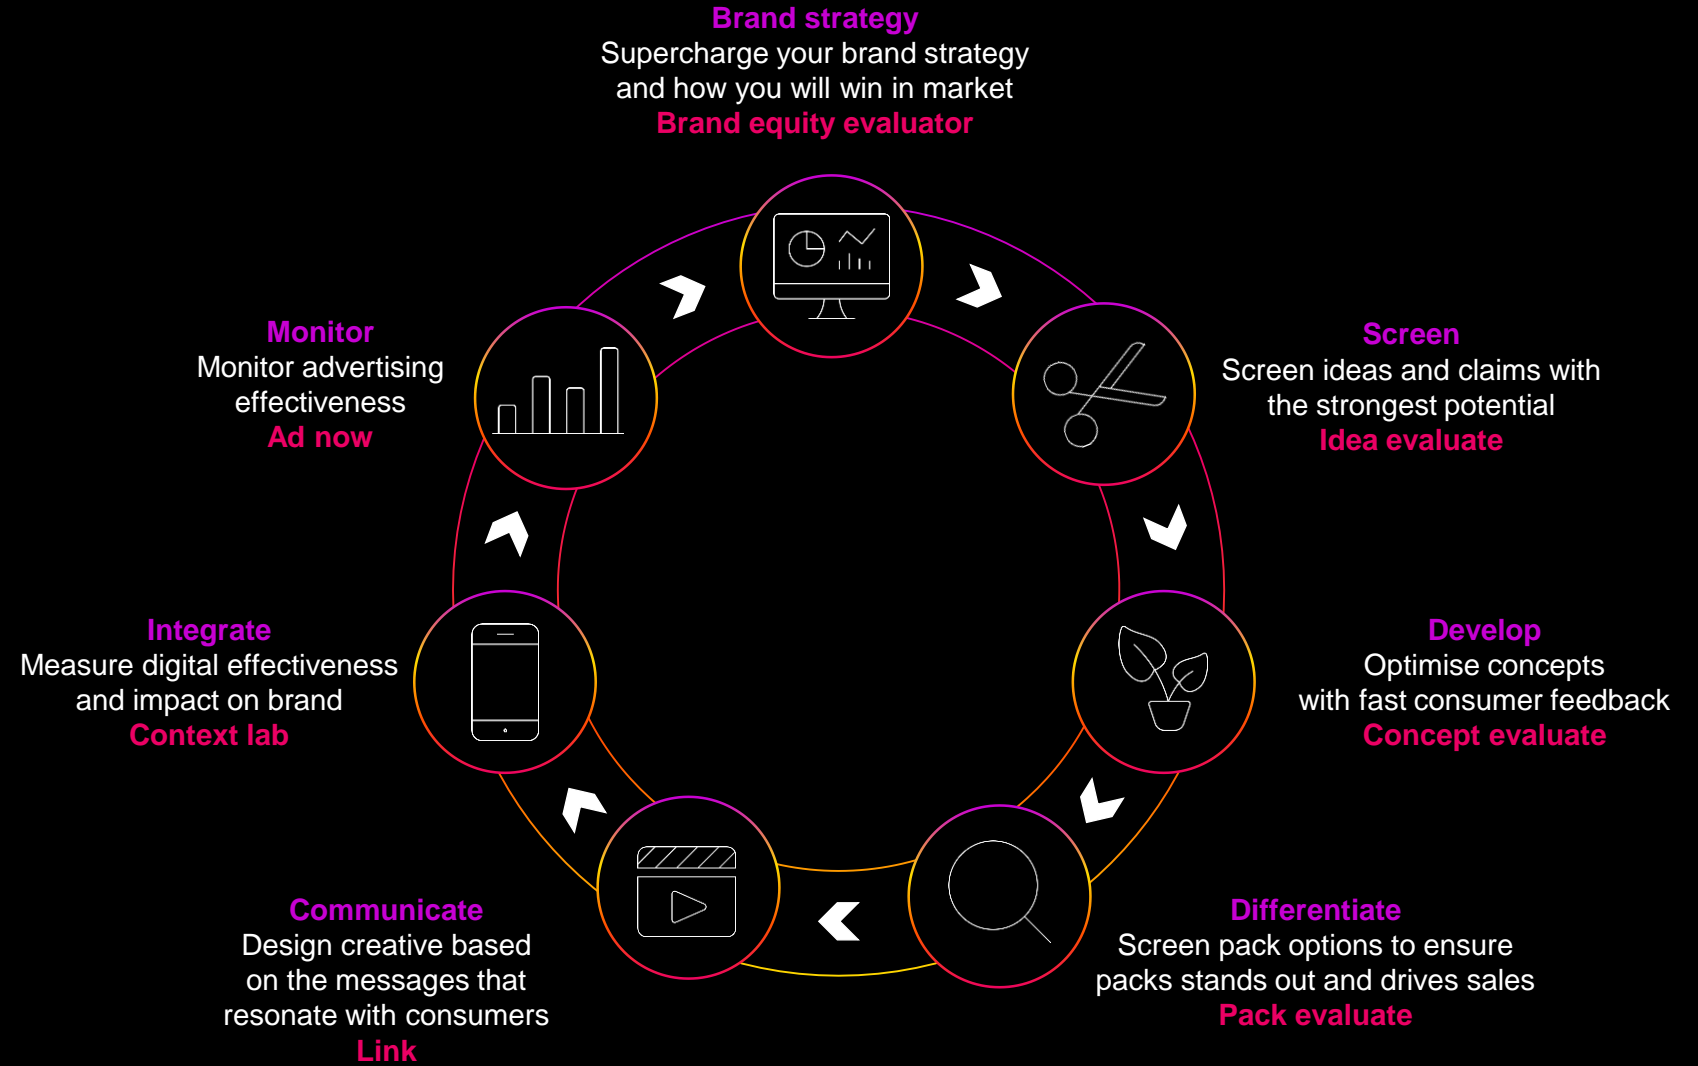 Brand strategy
Supercharge your brand strategy
and how you will win in market
Brand equity evaluator
Screen
Screen ideas and claims with
the strongest potential
Idea evaluate
Develop
Optimise concepts
with fast consumer feedback
Concept evaluate
Differentiate
Screen pack options to ensure
packs stands out and drives sales
Pack evaluate
Communicate
Design creative based
on the messages that
resonate with consumers
Link
Integrate
Measure digital effectiveness
and impact on brand
Context lab
Monitor
Monitor advertising
effectiveness
Ad now